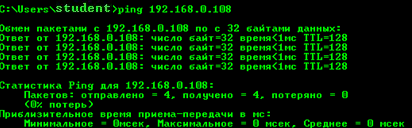 C:\Users\student>ping 192.168.0.108
Обмен пакетами с 192.168.0.108 по с 32 байтами данных:
Ответ от 192.168.0.108: число байт=32 время<1мс TTL=128
Ответ от 192.168.0.108: число байт=32 время<1мс TTL=128
Ответ от 192.168.0.108: число байт=32 время<1мс TTL=128
Ответ от 192.168.0.108: число байт=32 время<1мс TTL=128
Статистика Ping для 192.168.0.108:
Пакетов: отправлено = 4, получено = 4, потеряно = 0
(0% потерь)
Приблизительное время приема-передачи в мс:
Минимальное = 0мсек, Максимальное = 0 мсек, Среднее = 0 мсек